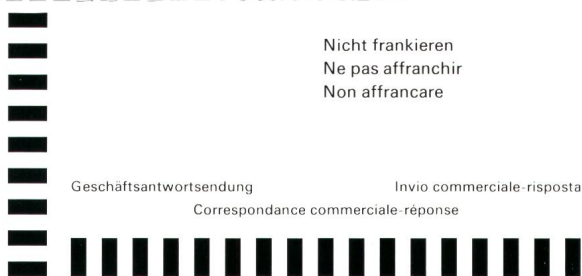 Nicht frankieren
Ne pas affranchir
Non affrancare
Geschäftsantwortsendung Invio commerciale-risposta
Correspondance commerciale-réponse